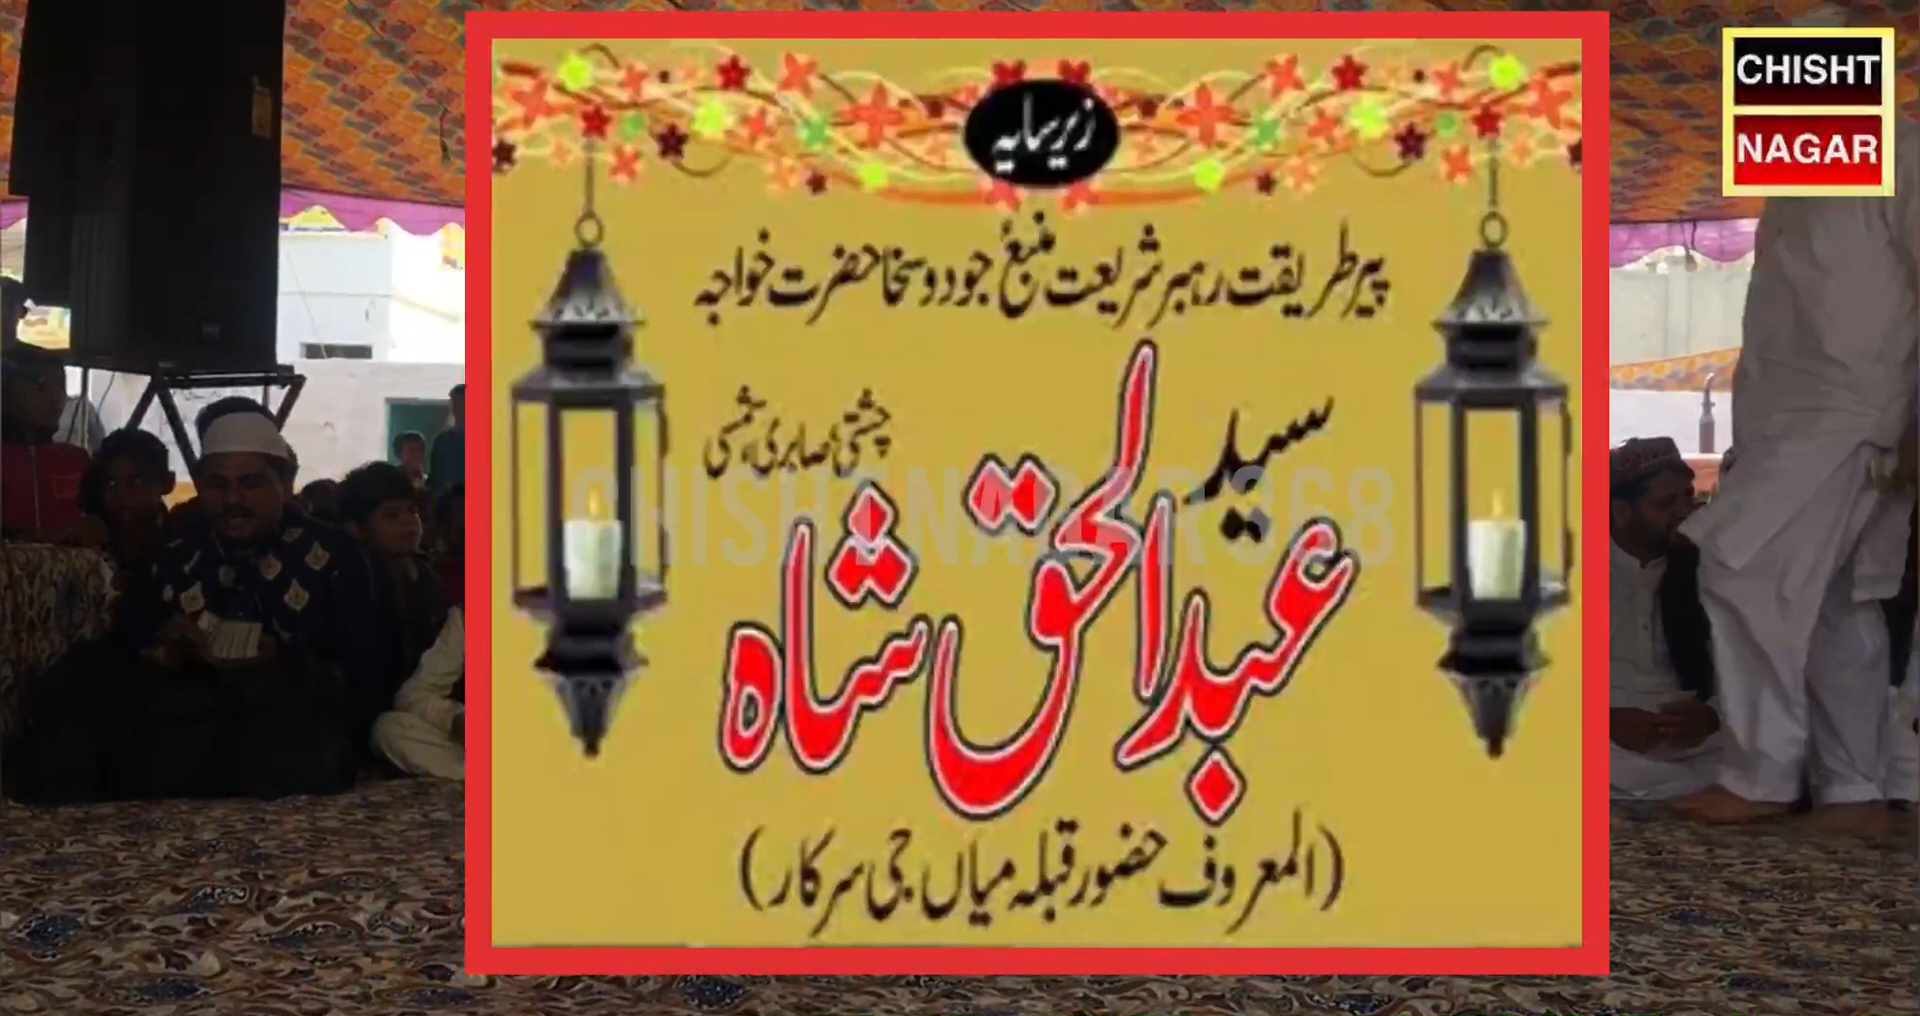 زیرسایہ
پیر طریقت رہبر شریعت منبع جود و سخا حضرت خواجہ
سید
چشتی صابری شمسی
عبدالحق شاہ
(المعروف حضور قبلہ میاں جی سرکار)
CHISHT
NAGAR
CHISHTNAGAR368